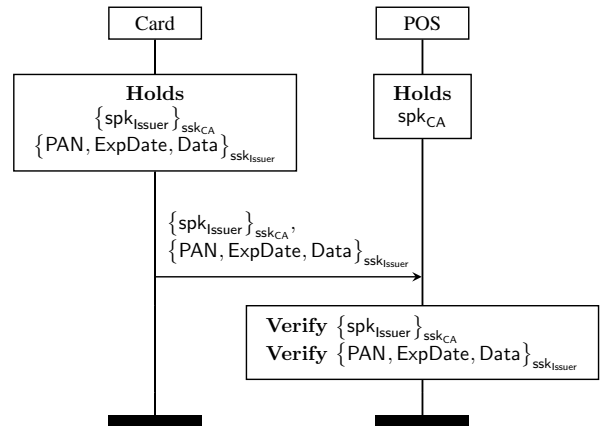 Card
POS
Holds
{spk_Issuer}_ssk_CA
{PAN, ExpDate, Data}_ssk_Issuer
Holds
spk_CA
{spk_Issuer}_ssk_CA,
{PAN, ExpDate, Data}_ssk_Issuer
Verify {spk_Issuer}_ssk_CA
Verify {PAN, ExpDate, Data}_ssk_Issuer